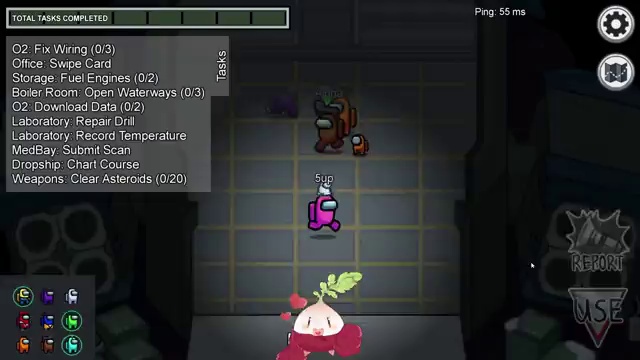 TOTAL TASKS COMPLETED
Ping: 55 ms
O2: Fix Wiring (0/3)
Office: Swipe Card
Storage: Fuel Engines (0/2)
Boiler Room: Open Waterways (0/3)
O2: Download Data (0/2)
Laboratory: Repair Drill
Laboratory: Record Temperature
MedBay: Submit Scan
Dropship: Chart Course
Weapons: Clear Asteroids (0/20)
Tasks
5up
REPORT
USE